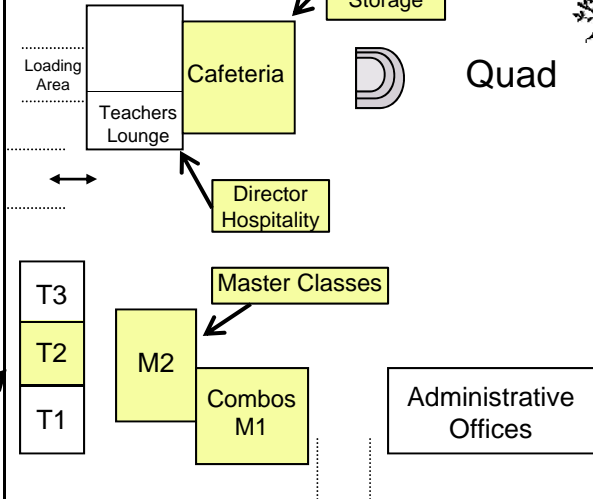 Storage
Loading
Area
Cafeteria
Quad
Teachers
Lounge
Director
Hospitality
Master Classes
T3
T2
T1
M2
Combos
M1
Administrative
Offices